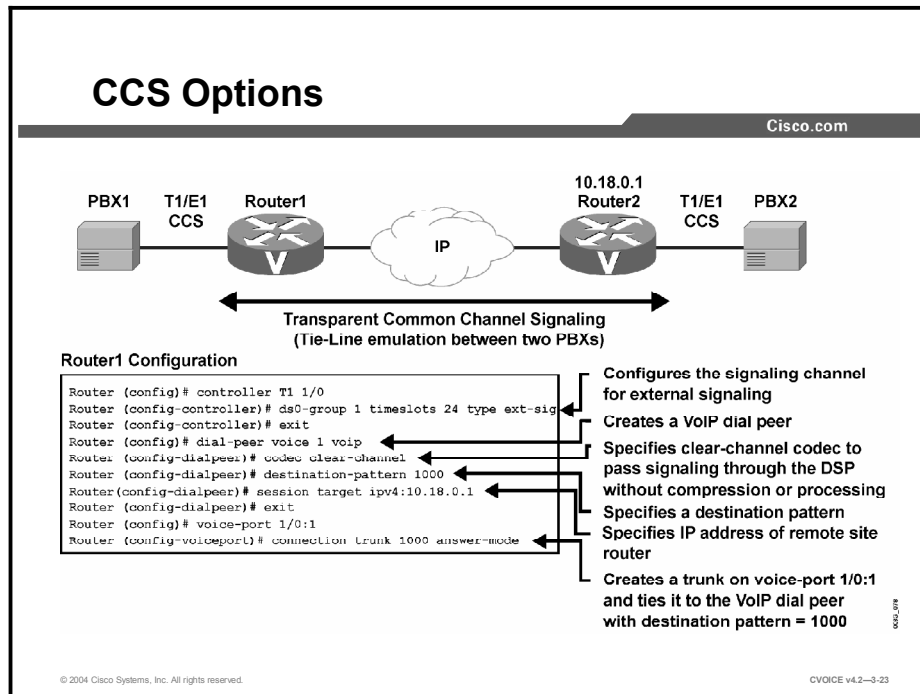 CCS Options
Cisco.com
PBX1
T1/E1
CCS
Router1
IP
10.18.0.1
Router2
T1/E1
CCS
PBX2
V
V
Transparent Common Channel Signaling
(Tie-Line emulation between two PBXs)
Router1 Configuration
Router (config)# controller T1 1/0
Router (config-controller)# ds0-group 1 timeslots 24 type ext-sig
Router (config-controller)# exit
Router (config)# dial-peer voice 1 voip
Router (config-dialpeer)# codec clear-channel
Router (config-dialpeer)# destination-pattern 1000
Router(config-dialpeer)# session target ipv4:10.18.0.1
Router (config-dialpeer)# exit
Router (config)# voice-port 1/0:1
Router (config-voiceport)# connection trunk 1000 answer-mode
Configures the signaling channel
for external signaling
Creates a VoIP dial peer
Specifies clear-channel codec to
pass signaling through the DSP
without compression or processing
Specifies a destination pattern
Specifies IP address of remote site
router
Creates a trunk on voice-port 1/0:1
and ties it to the VoIP dial peer
with destination pattern = 1000
© 2004 Cisco Systems, Inc. All rights reserved.
CVOICE v4.2—3-23